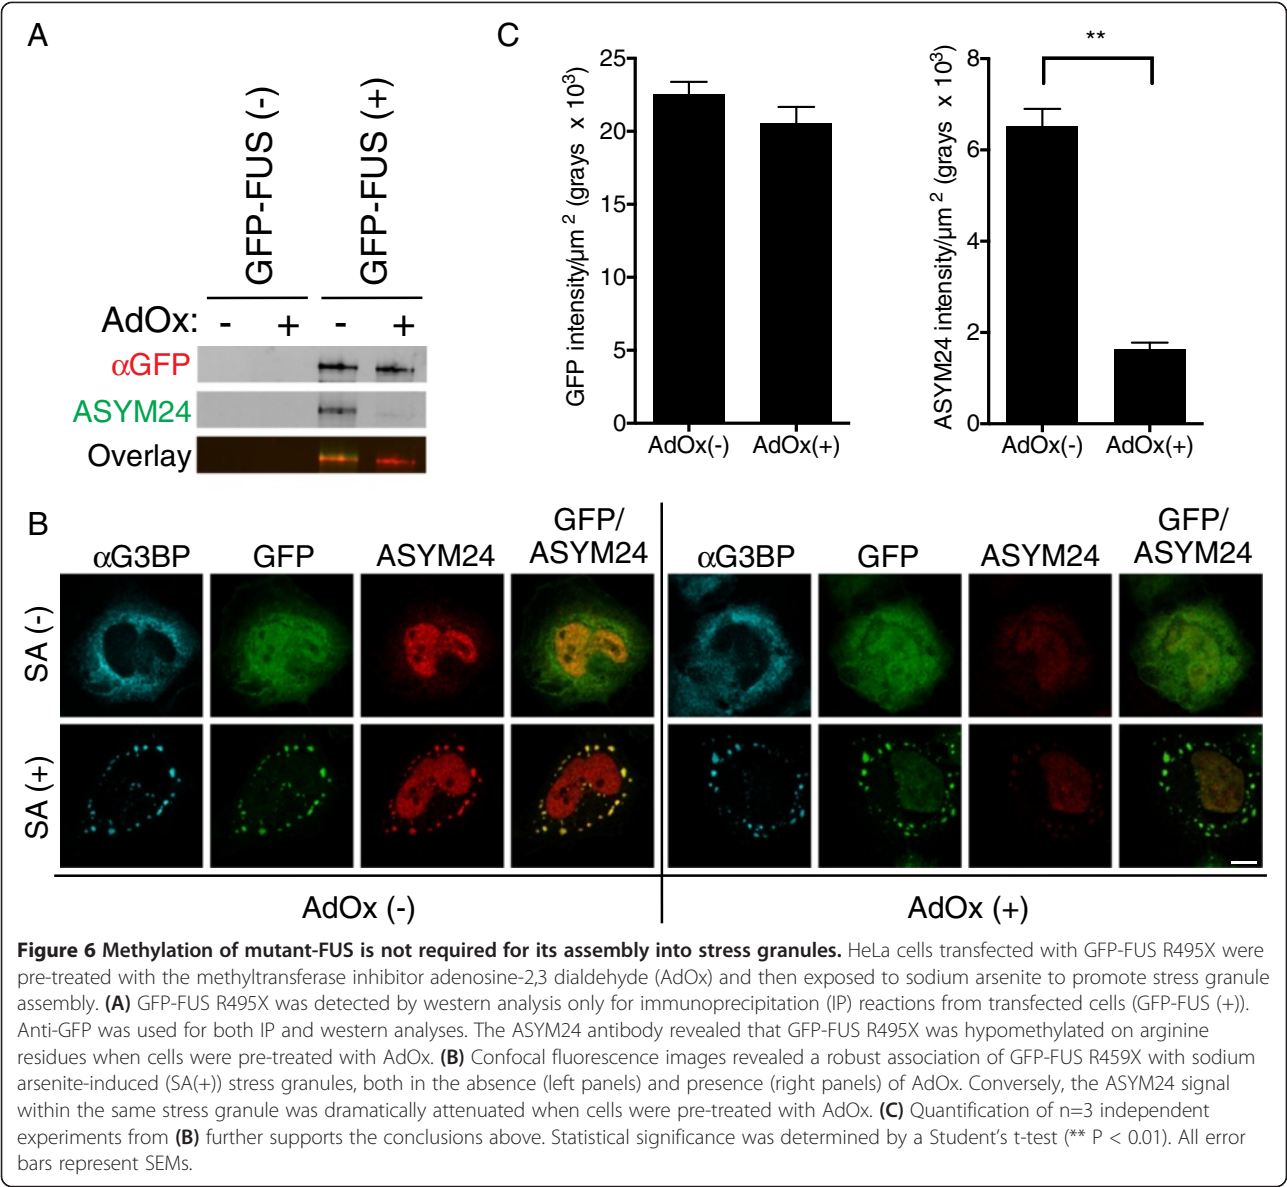 A
GFP-FUS (-)
GFP-FUS (+)
AdOx: - + - +
αGFP
ASYM24
Overlay
C
GFP intensity/µm² (grays x 10³)
25
20
15
10
5
0
AdOx(-) AdOx(+)
**
ASYM24 intensity/µm² (grays x 10³)
8
6
4
2
0
AdOx(-) AdOx(+)
B
αG3BP GFP ASYM24 GFP/ASYM24 αG3BP GFP ASYM24 GFP/ASYM24
SA (-)
SA (+)
AdOx (-) AdOx (+)
Figure 6 Methylation of mutant-FUS is not required for its assembly into stress granules. HeLa cells transfected with GFP-FUS R495X were
pre-treated with the methyltransferase inhibitor adenosine-2,3 dialdehyde (AdOx) and then exposed to sodium arsenite to promote stress granule
assembly. (A) GFP-FUS R495X was detected by western analysis only for immunoprecipitation (IP) reactions from transfected cells (GFP-FUS (+)).
Anti-GFP was used for both IP and western analyses. The ASYM24 antibody revealed that GFP-FUS R495X was hypomethylated on arginine
residues when cells were pre-treated with AdOx. (B) Confocal fluorescence images revealed a robust association of GFP-FUS R459X with sodium
arsenite-induced (SA(+)) stress granules, both in the absence (left panels) and presence (right panels) of AdOx. Conversely, the ASYM24 signal
within the same stress granule was dramatically attenuated when cells were pre-treated with AdOx. (C) Quantification of n=3 independent
experiments from (B) further supports the conclusions above. Statistical significance was determined by a Student's t-test (** P < 0.01). All error
bars represent SEMs.